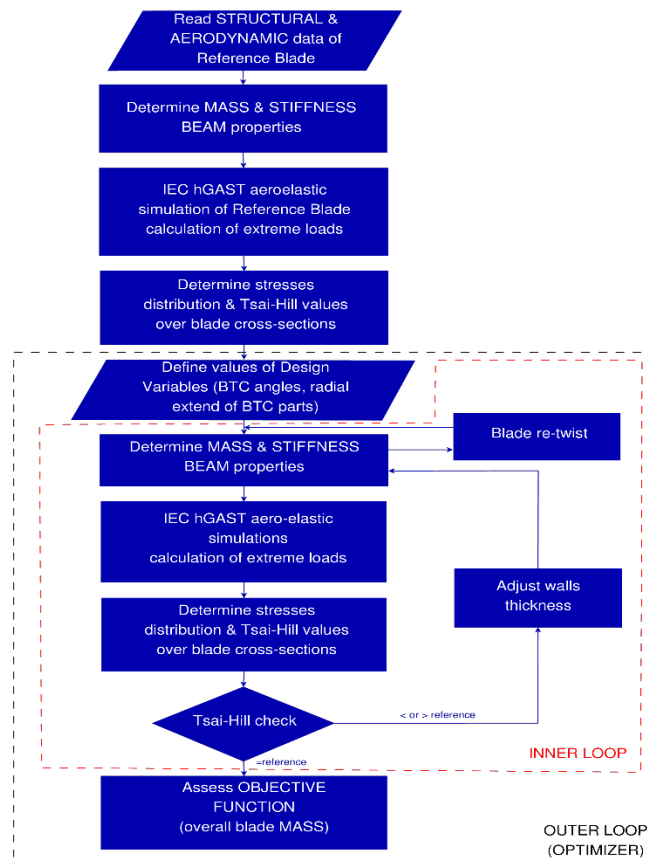 Read STRUCTURAL &
AERODYNAMIC data of
Reference Blade
Determine MASS & STIFFNESS
BEAM properties
IEC hGAST aeroelastic
simulation of Reference Blade
calculation of extreme loads
Determine stresses
distribution & Tsai-Hill values
over blade cross-sections
Define values of Design
Variables (BTC angles, radial
extend of BTC parts)
Blade re-twist
Determine MASS & STIFFNESS
BEAM properties
IEC hGAST aero-elastic
simulations
calculation of extreme loads
Adjust walls
thickness
Determine stresses
distribution & Tsai-Hill values
over blade cross-sections
Tsai-Hill check
< or > reference
INNER LOOP
=reference
Assess OBJECTIVE
FUNCTION
(overall blade MASS)
OUTER LOOP
(OPTIMIZER)